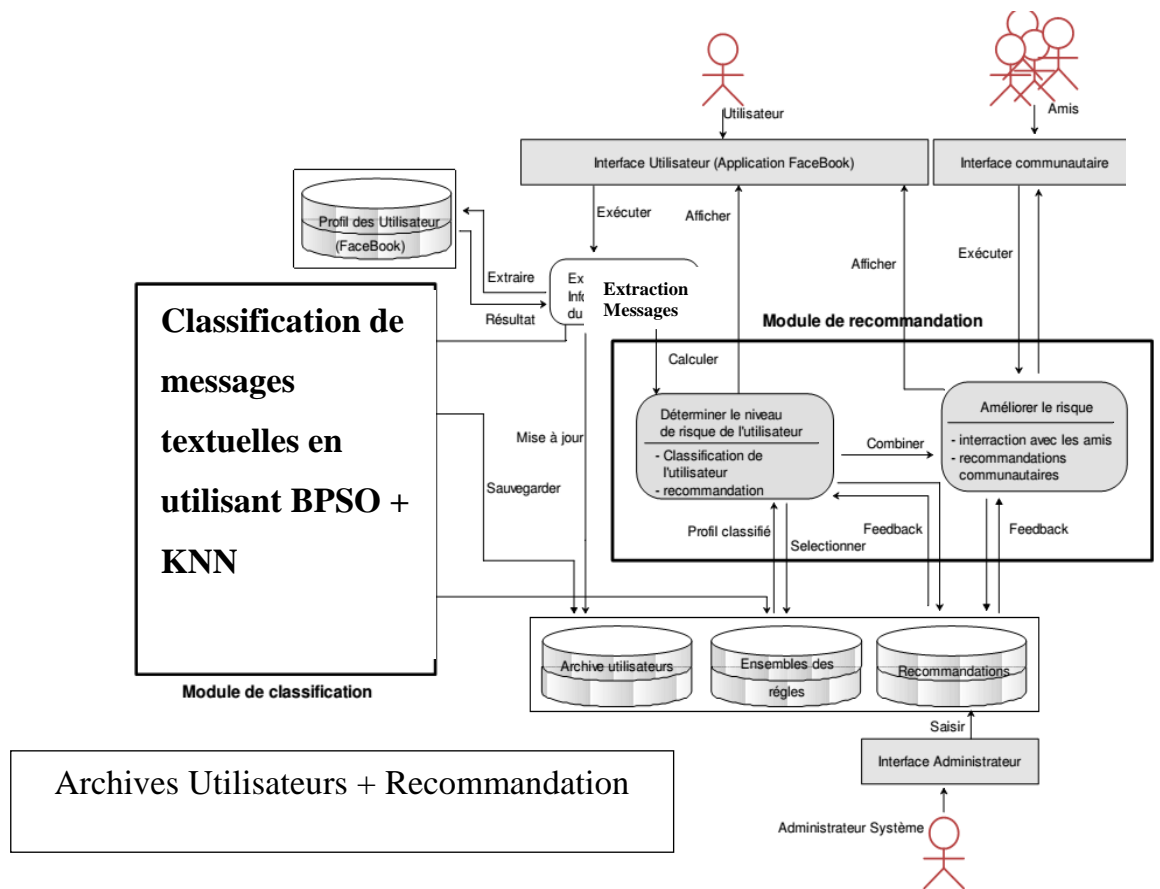 Utilisateur
Amis
Interface Utilisateur (Application FaceBook)
Interface communautaire
Profil des Utilisateur
(FaceBook)
Exécuter
Afficher
Afficher
Exécuter
Extraire
Résultat
Ex
Info
du
Extraction
Messages
Classification de
messages
textuelles en
utilisant BPSO +
KNN
Module de classification
Module de recommandation
Calculer
Déterminer le niveau
de risque de l'utilisateur
- Classification de
l'utilisateur
- recommandation
Combiner
Améliorer le risque
- interraction avec les amis
- recommandations
communautaires
Mise à jour
Sauvegarder
Profil classifié
Selectionner
Feedback
Feedback
Archive utilisateurs
Ensembles des
régles
Recommandations
Saisir
Interface Administrateur
Archives Utilisateurs + Recommandation
Administrateur Système